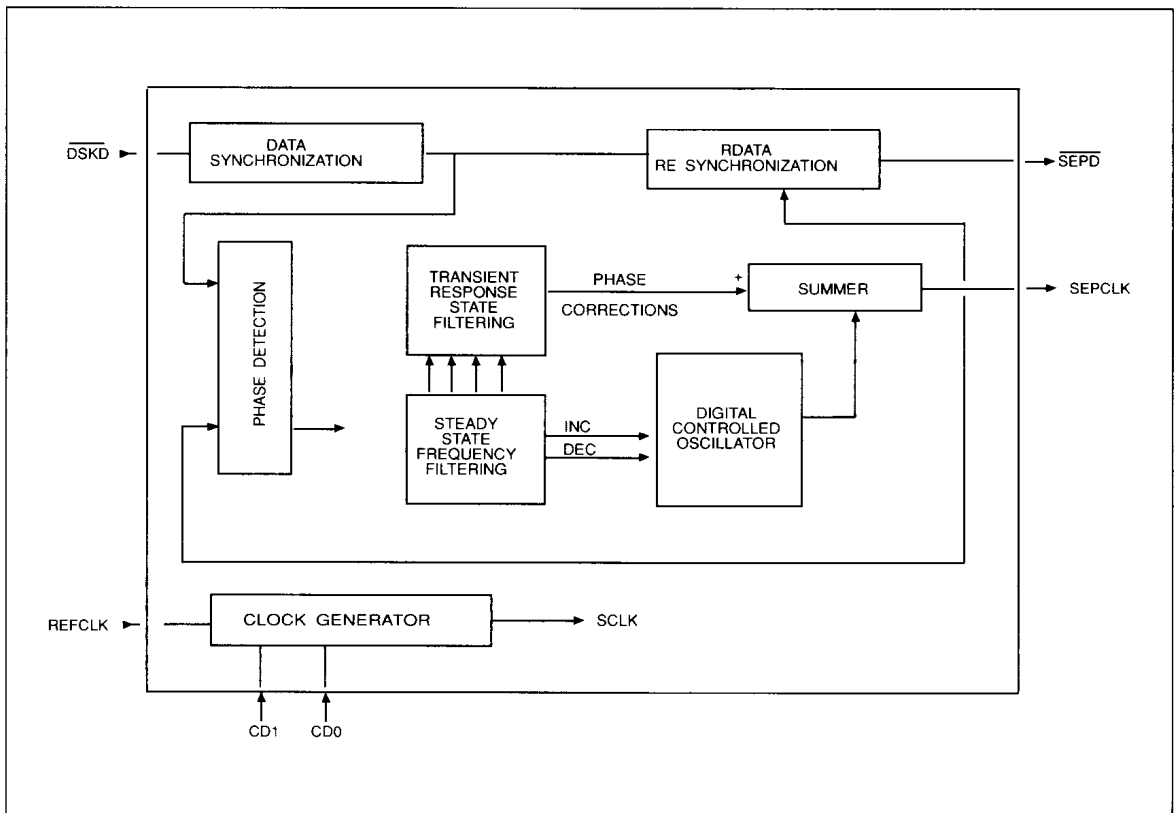 DSKD
DATA
SYNCHRONIZATION
RDATA
RE SYNCHRONIZATION
SEPD
PHASE DETECTION
TRANSIENT
RESPONSE
STATE
FILTERING
PHASE
CORRECTIONS
+
SUMMER
SEPCLK
STEADY
STATE
FREQUENCY
FILTERING
INC
DEC
DIGITAL
CONTROLLED
OSCILLATOR
REFCLK
CLOCK GENERATOR
SCLK
CD1
CD0